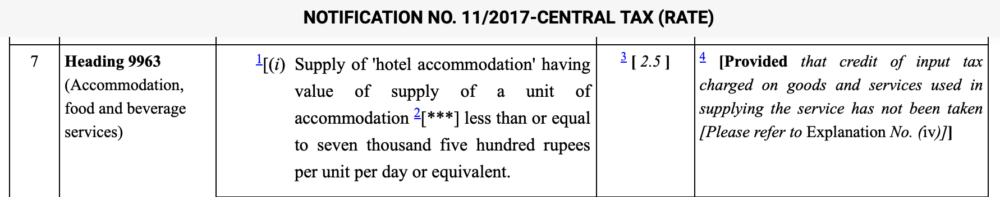 NOTIFICATION NO. 11/2017-CENTRAL TAX (RATE)
7
Heading 9963
(Accommodation,
food and beverage
services)
1[(i) Supply of 'hotel accommodation' having
value of supply of a unit of
accommodation 2[***] less than or equal
to seven thousand five hundred rupees
per unit per day or equivalent.
3 [ 2.5 ]
4 [Provided that credit of input tax
charged on goods and services used in
supplying the service has not been taken
[Please refer to Explanation No. (iv)]]